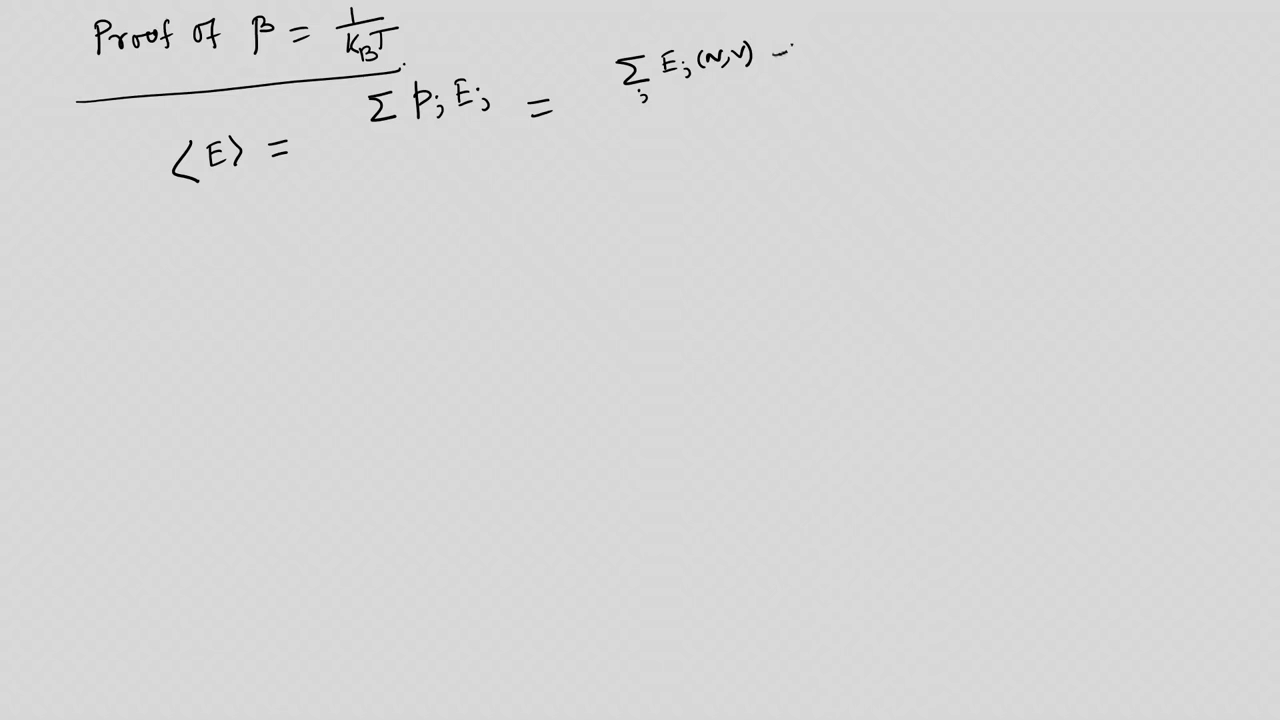 Proof of β = 1/K_BT
⟨E⟩ = Σ p_j E_j = Σ_j E_j (N,V) -